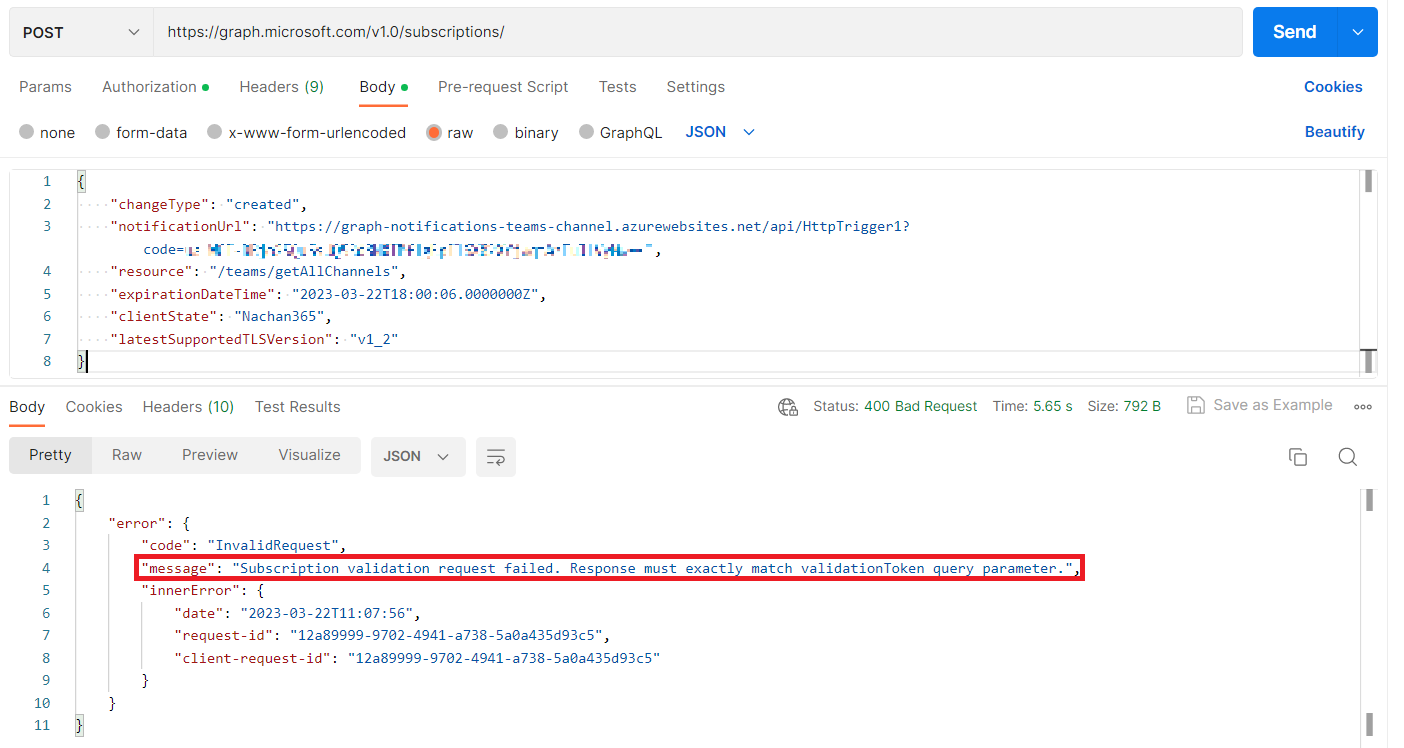 POST https://graph.microsoft.com/v1.0/subscriptions/ Send
Params Authorization Headers (9) Body Pre-request Script Tests Settings Cookies
none form-data x-www-form-urlencoded raw binary GraphQL JSON Beautify
1 {
2 "changeType": "created",
3 "notificationUrl": "https://graph-notifications-teams-channel.azurewebsites.net/api/HttpTrigger1?
code= ",
4 "resource": "/teams/getAllChannels",
5 "expirationDateTime": "2023-03-22T18:00:06.0000000Z",
6 "clientState": "Nachan365",
7 "latestSupportedTLSVersion": "v1_2"
8 }
Body Cookies Headers (10) Test Results Status: 400 Bad Request Time: 5.65 s Size: 792 B Save as Example
Pretty Raw Preview Visualize JSON
1 {
2 "error": {
3 "code": "InvalidRequest",
4 "message": "Subscription validation request failed. Response must exactly match validationToken query parameter.",
5 "innerError": {
6 "date": "2023-03-22T11:07:56",
7 "request-id": "12a89999-9702-4941-a738-5a0a435d93c5",
8 "client-request-id": "12a89999-9702-4941-a738-5a0a435d93c5"
9 }
10 }
11 }